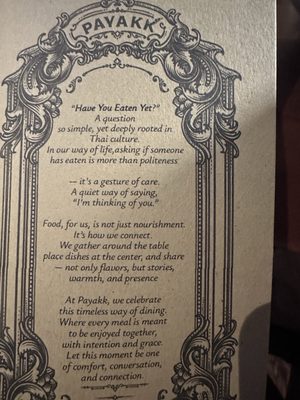 PAYAKK
"Have You Eaten Yet?"
A question
so simple, yet deeply rooted in
Thai culture.
In our way of life,asking if someone
has eaten is more than politeness
-- it's a gesture of care.
A quiet way of saying,
"I'm thinking of you."
Food, for us, is not just nourishment.
It's how we connect.
We gather around the table
place dishes at the center, and share
— not only flavors, but stories,
warmth, and presence
At Payakk, we celebrate
this timeless way of dining.
Where every meal is meant
to be enjoyed together,
with intention and grace.
Let this moment be one
of comfort, conversation,
and connection.